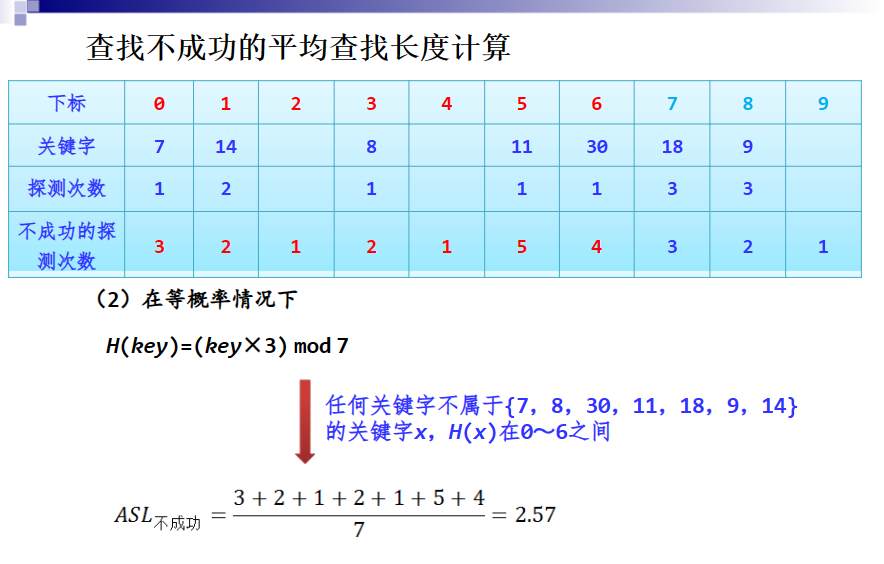 查找不成功的平均查找长度计算
下标 0 1 2 3 4 5 6 7 8 9
关键字 7 14 8 11 30 18 9
探测次数 1 2 1 1 1 3 3
不成功的探
测次数 3 2 1 2 1 5 4 3 2 1
（2）在等概率情况下
H(key)=(key×3) mod 7
任何关键字不属于{7，8，30，11，18，9，14}
的关键字x，H(x)在0～6之间
ASL不成功 = (3 + 2 + 1 + 2 + 1 + 5 + 4) / 7 = 2.57